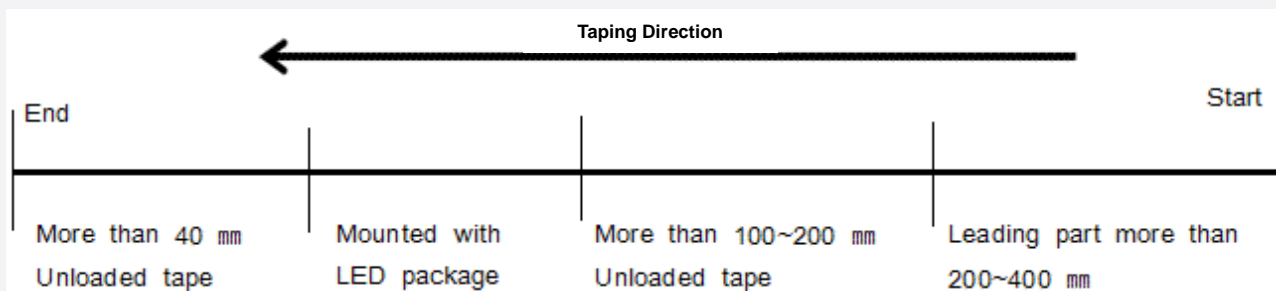 Taping Direction
Start
End
More than 40 ㎜
Unloaded tape
Mounted with
LED package
More than 100~200 ㎜
Unloaded tape
Leading part more than
200~400 ㎜